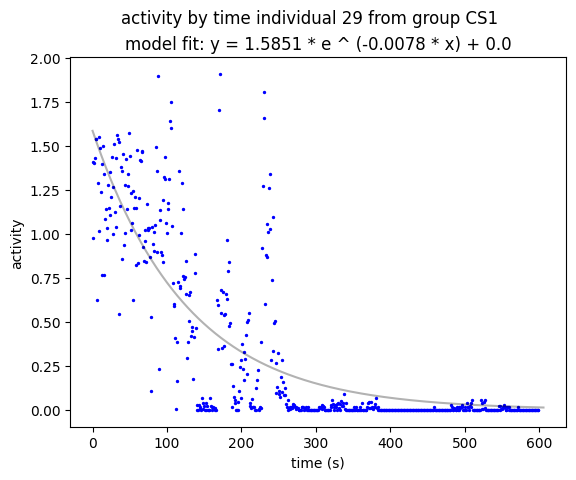 activity by time individual 29 from group CS1
model fit: y = 1.5851 * e ^ (-0.0078 * x) + 0.0
2.00
1.75
1.50
1.25
1.00
0.75
0.50
0.25
0.00
activity
0 100 200 300 400 500 600
time (s)